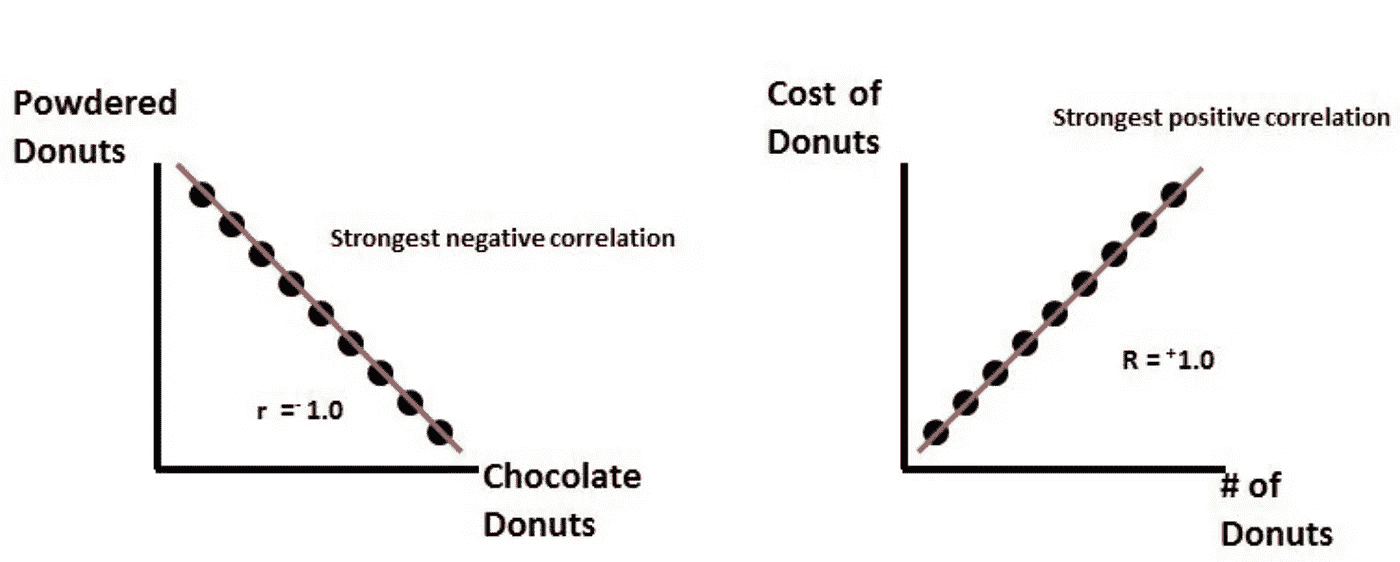 Powdered
Donuts
Strongest negative correlation
r = - 1.0
Chocolate
Donuts
Cost of
Donuts
Strongest positive correlation
R = +1.0
# of
Donuts